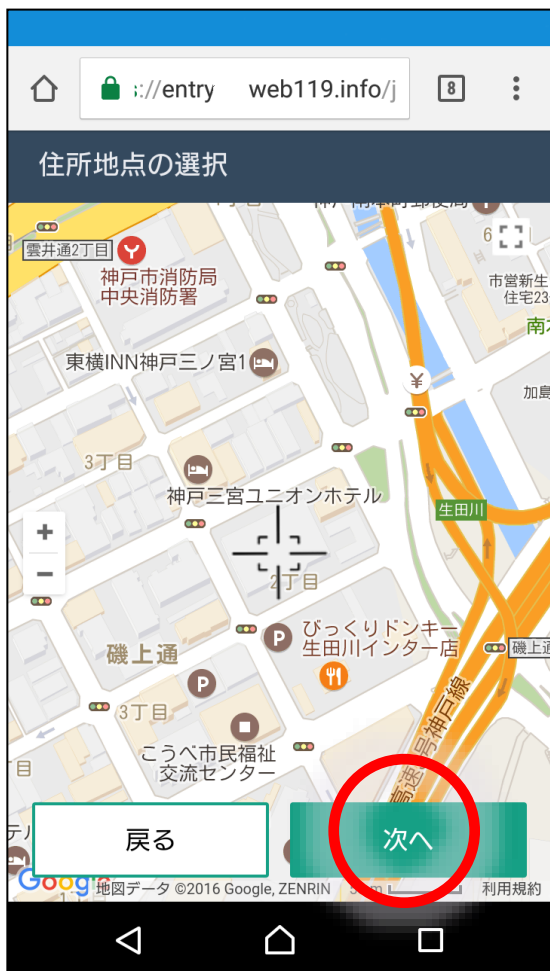 ://entry web119.info/j
8
住所地点の選択
雲井通2丁目
神戸市消防局
中央消防署
6
市営新生
住宅23
東横INN神戸三ノ宮1
¥
加島
3丁目
神戸三宮ユニオンホテル
生田川
+
−
2丁目
びっくりドンキー
生田川インター店
P
磯上通
磯上通
P
3丁目
こうべ市民福祉
交流センター
目
号神戸線
戻る
次へ
Google
地図データ ©2016 Google, ZENRIN
利用規約